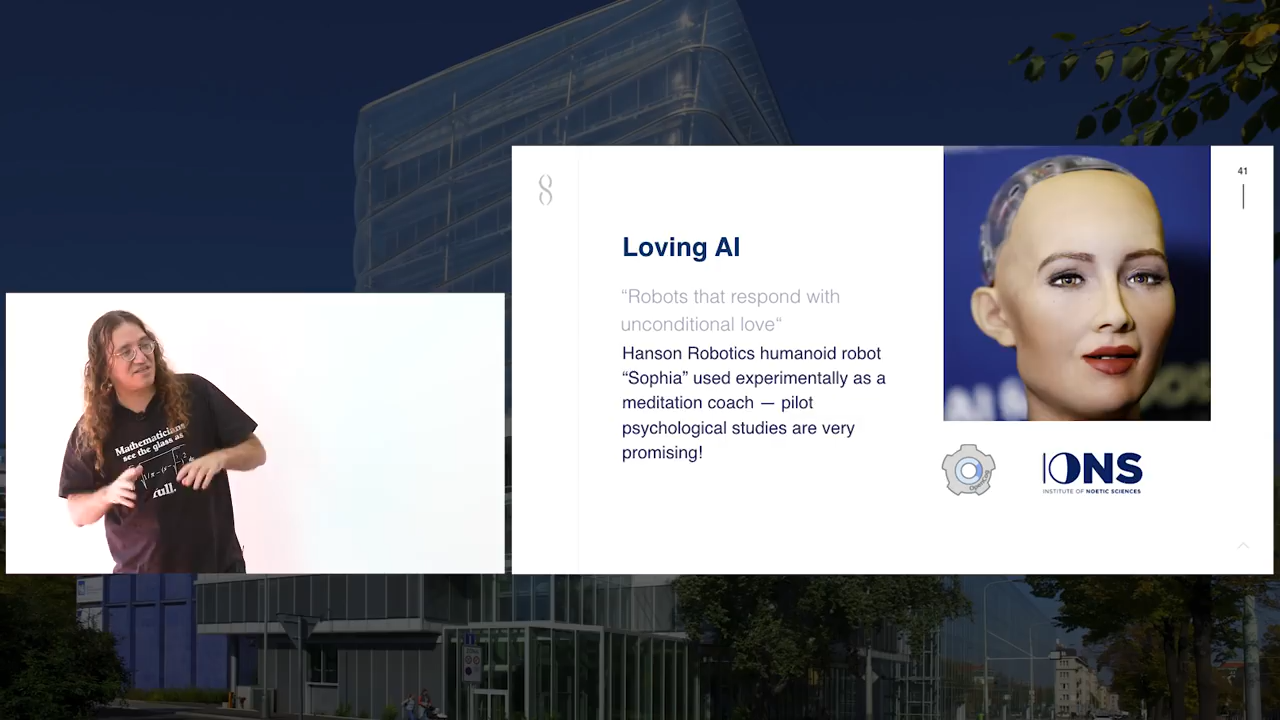 Loving AI
“Robots that respond with
unconditional love“
Hanson Robotics humanoid robot
“Sophia” used experimentally as a
meditation coach — pilot
psychological studies are very
promising!
41
IONS
INSTITUTE OF NOETIC SCIENCES
Mathematicians
see the glass as
full.